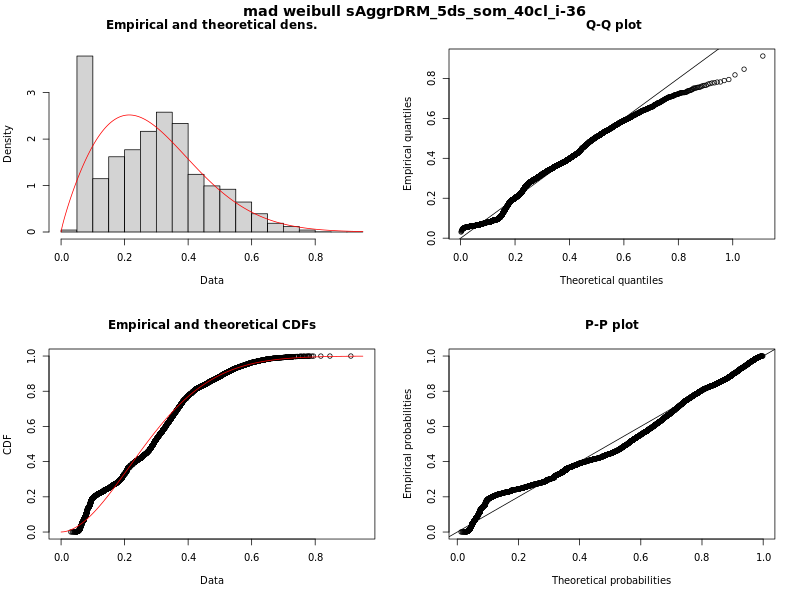 mad weibull sAggrDRM_5ds_som_40cl_i-36
Empirical and theoretical dens.
Density
0 1 2 3
0.0 0.2 0.4 0.6 0.8
Data
Q-Q plot
Empirical quantiles
0.0 0.2 0.4 0.6 0.8
0.0 0.2 0.4 0.6 0.8 1.0
Theoretical quantiles
Empirical and theoretical CDFs
CDF
0.0 0.2 0.4 0.6 0.8 1.0
0.0 0.2 0.4 0.6 0.8
Data
P-P plot
Empirical probabilities
0.0 0.2 0.4 0.6 0.8 1.0
0.0 0.2 0.4 0.6 0.8 1.0
Theoretical probabilities